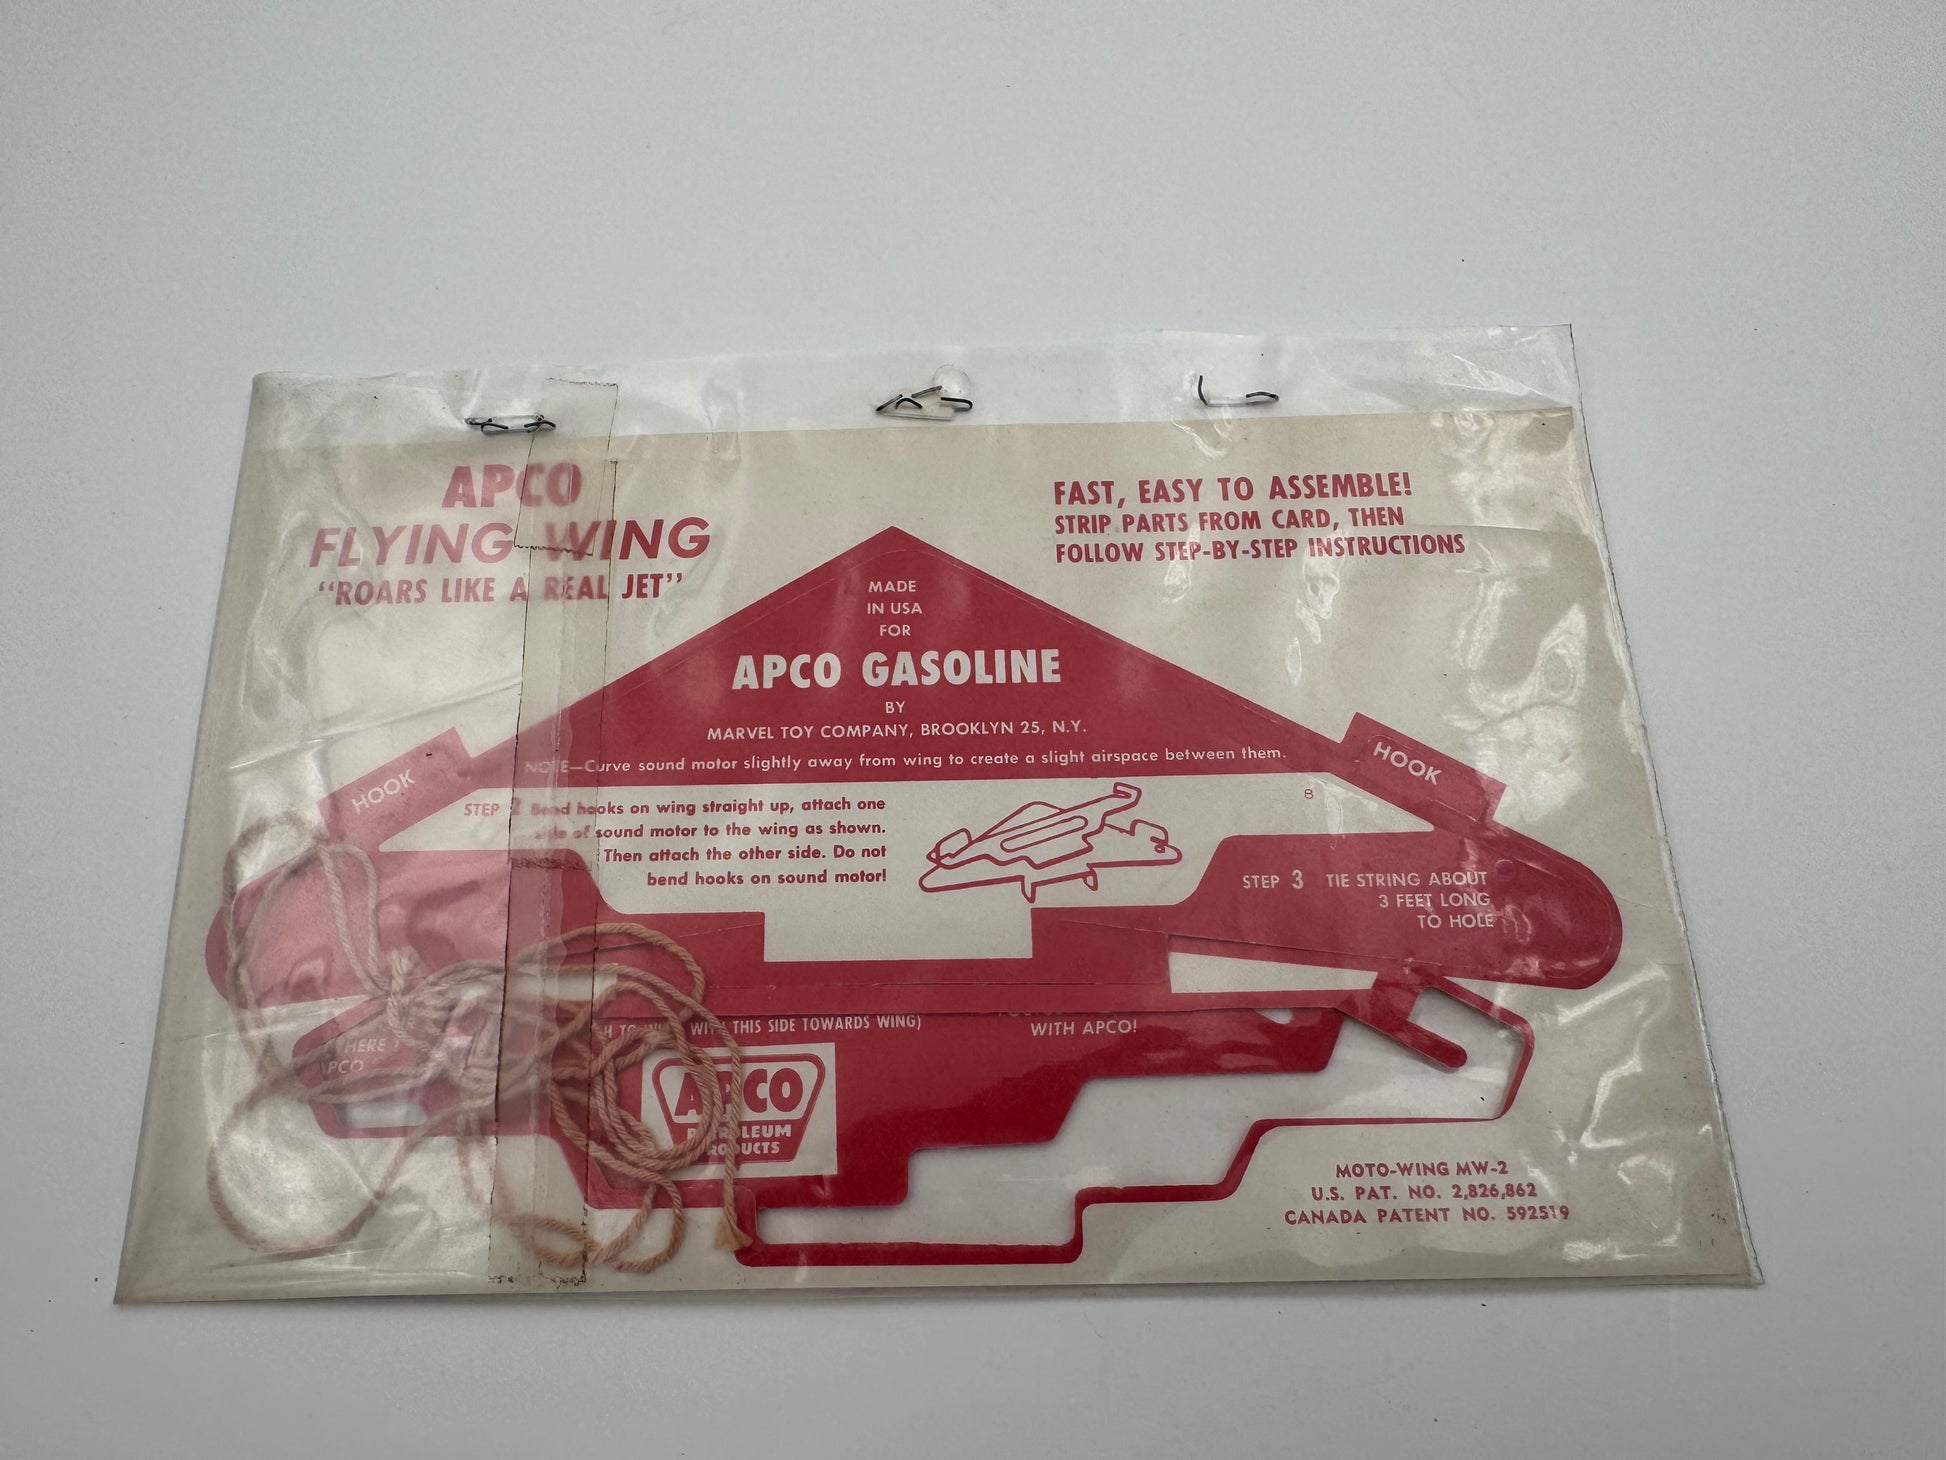 APCO
FLYING WING
“ROARS LIKE A REAL JET”
FAST, EASY TO ASSEMBLE!
STRIP PARTS FROM CARD, THEN
FOLLOW STEP-BY-STEP INSTRUCTIONS
MADE
IN USA
FOR
APCO GASOLINE
BY
MARVEL TOY COMPANY, BROOKLYN 25, N.Y.
NOTE—Curve sound motor slightly away from wing to create a slight airspace between them.
HOOK
HOOK
STEP 2 Bend hooks on wing straight up, attach one
side of sound motor to the wing as shown.
Then attach the other side. Do not
bend hooks on sound motor!
8
STEP 3 TIE STRING ABOUT
3 FEET LONG
TO HOLE
WITH THIS SIDE TOWARDS WING)
WITH APCO!
HERE
APCO
APCO
PETROLEUM
PRODUCTS
MOTO-WING MW-2
U.S. PAT. NO. 2,826,862
CANADA PATENT NO. 592519